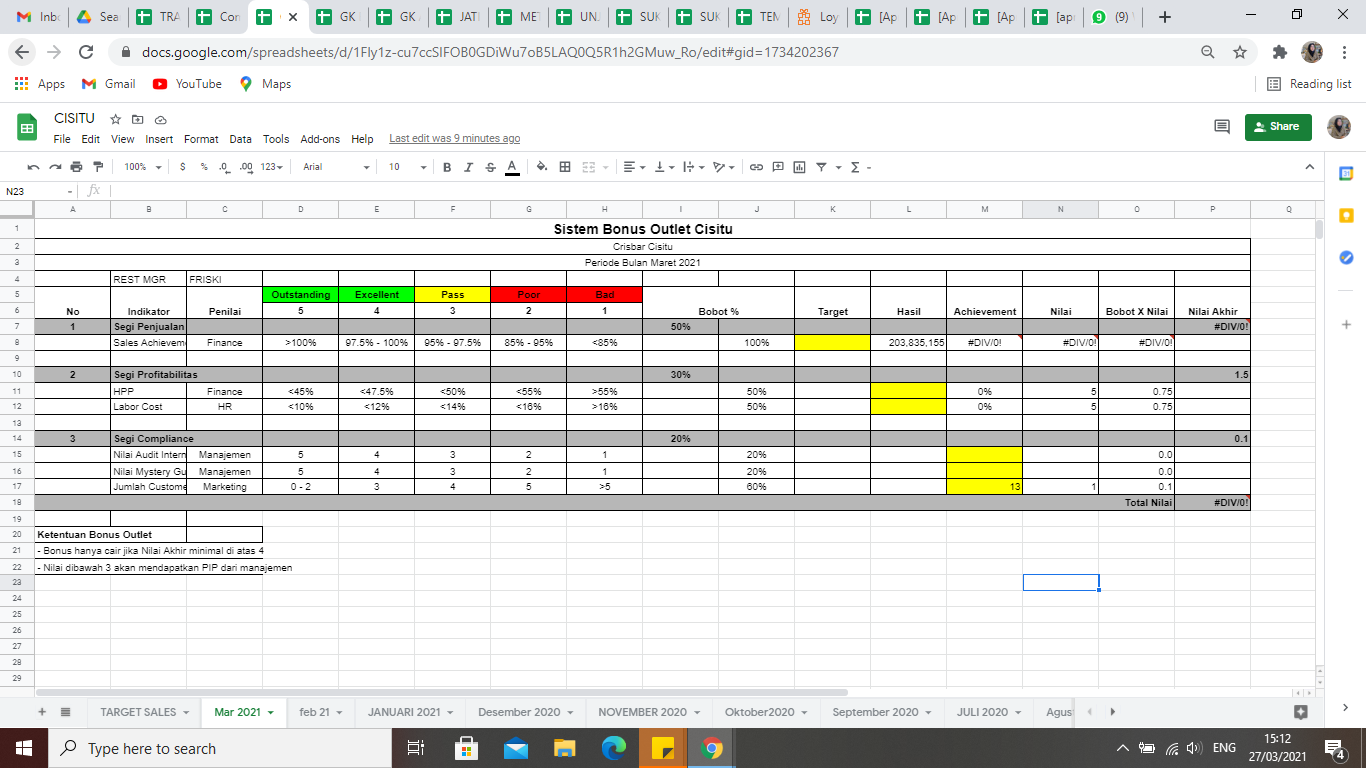 Inb Sea TRA Con GK GK JATI MET UN. SUK SUK TEM Loy [Ap [Ap [Ap [apr (9)
docs.google.com/spreadsheets/d/1Fly1z-cu7ccSIFOB0GDiWu7oB5LAQ0Q5R1h2GMuw_Ro/edit#gid=1734202367
Apps Gmail YouTube Maps Reading list
CISITU
File Edit View Insert Format Data Tools Add-ons Help Last edit was 9 minutes ago
Share
100% $ % .0 .00 123 Arial 10 B I S A
N23 fx
A B C D E F G H I J K L M N O P Q
1 Sistem Bonus Outlet Cisitu
2 Crisbar Cisitu
3 Periode Bulan Maret 2021
4 REST MGR FRISKI
5 Outstanding Excellent Pass Poor Bad
6 No Indikator Penilai 5 4 3 2 1 Bobot % Target Hasil Achievement Nilai Bobot X Nilai Nilai Akhir
7 1 Segi Penjualan 50% #DIV/0!
8 Sales Achievem Finance >100% 97.5% - 100% 95% - 97.5% 85% - 95% <85% 100% 203,835,155 #DIV/0! #DIV/0! #DIV/0!
9
10 2 Segi Profitabilitas 30% 1.5
11 HPP Finance <45% <47.5% <50% <55% >55% 50% 0% 5 0.75
12 Labor Cost HR <10% <12% <14% <16% >16% 50% 0% 5 0.75
13
14 3 Segi Compliance 20% 0.1
15 Nilai Audit Intern Manajemen 5 4 3 2 1 20% 0.0
16 Nilai Mystery Gu Manajemen 5 4 3 2 1 20% 0.0
17 Jumlah Custome Marketing 0 - 2 3 4 5 >5 60% 13 1 0.1
18 Total Nilai #DIV/0!
19
20 Ketentuan Bonus Outlet
21 - Bonus hanya cair jika Nilai Akhir minimal di atas 4
22 - Nilai dibawah 3 akan mendapatkan PIP dari manajemen
23
24
25
26
27
28
29
TARGET SALES Mar 2021 feb 21 JANUARI 2021 Desember 2020 NOVEMBER 2020 Oktober2020 September 2020 JULI 2020 Agus
Type here to search
ENG 15:12
27/03/2021
4